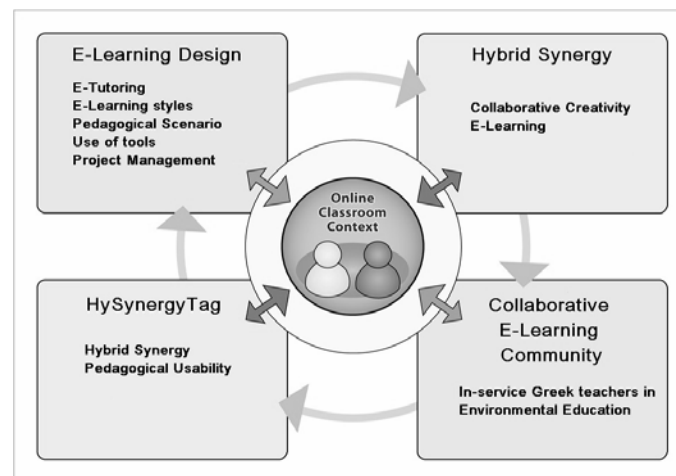 E-Learning Design
E-Tutoring
E-Learning styles
Pedagogical Scenario
Use of tools
Project Management
Hybrid Synergy
Collaborative Creativity
E-Learning
Online
Classroom
Context
HySynergyTag
Hybrid Synergy
Pedagogical Usability
Collaborative
E-Learning
Community
In-service Greek teachers in
Environmental Education